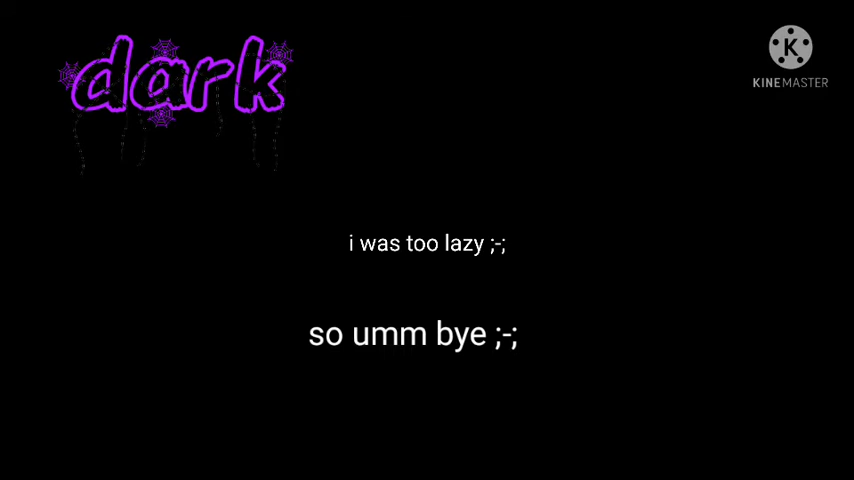 dark
K
KINEMASTER
i was too lazy ;-;
so umm bye ;-;